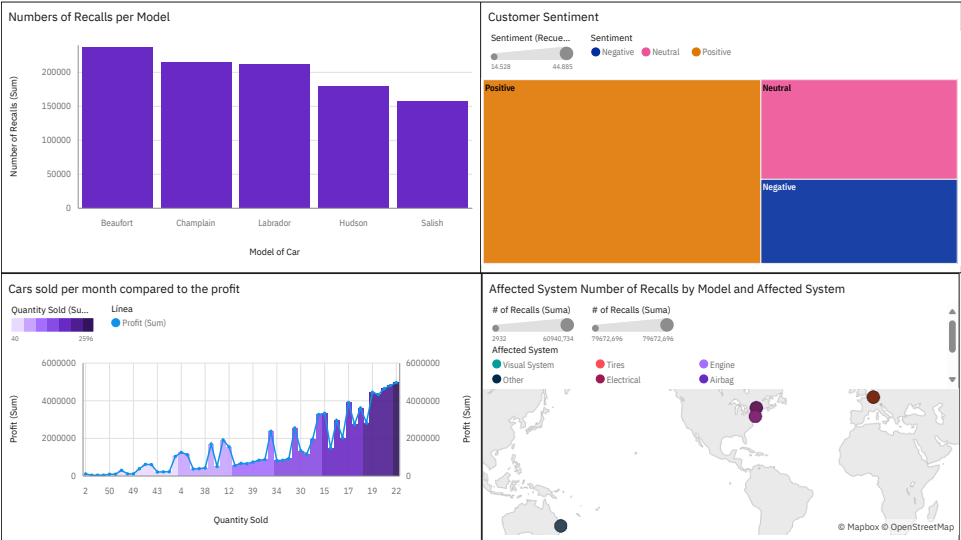 Numbers of Recalls per Model
Number of Recalls (Sum)
200000
150000
100000
50000
0
Beaufort Champlain Labrador Hudson Salish
Model of Car
Customer Sentiment
Sentiment (Recue... Sentiment
Negative Neutral Positive
14.528 44.885
Positive
Neutral
Negative
Cars sold per month compared to the profit
Quantity Sold (Su... Línea
Profit (Sum)
40 2596
Profit (Sum)
6000000 6000000
4000000 4000000
2000000 2000000
0 0
Profit (Sum)
2 50 49 43 4 38 12 39 34 30 15 17 19 22
Quantity Sold
Affected System Number of Recalls by Model and Affected System
# of Recalls (Suma) # of Recalls (Suma)
2932 60940,734 79672,696 79672,696
Affected System
Visual System Tires Engine
Other Electrical Airbag
© Mapbox © OpenStreetMap